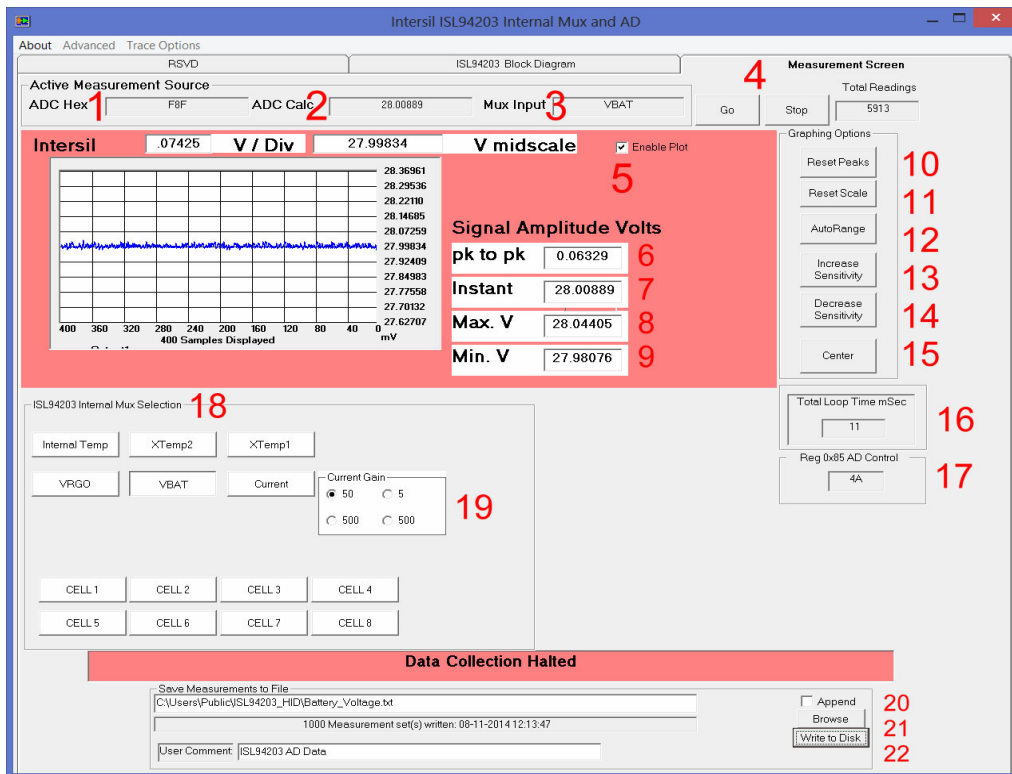 Intersil ISL94203 Internal Mux and AD
About Advanced Trace Options
RSVD ISL94203 Block Diagram Measurement Screen
Active Measurement Source
ADC Hex 1 F8F ADC Calc 2 28.00889 Mux Input 3 VBAT
4
Go Stop
Total Readings
5913
Intersil .07425 V / Div 27.99834 V midscale
Enable Plot
5
28.36961
28.29536
28.22110
28.14685
28.07259
27.99834
27.92409
27.84983
27.77558
27.70132
27.62707
400 360 320 280 240 200 160 120 80 40 0
mV
400 Samples Displayed
Signal Amplitude Volts
pk to pk 0.06329 6
Instant 28.00889 7
Max. V 28.04405 8
Min. V 27.98076 9
Graphing Options
Reset Peaks 10
Reset Scale 11
AutoRange 12
Increase Sensitivity 13
Decrease Sensitivity 14
Center 15
Total Loop Time mSec
11
16
Reg 0x85 AD Control
4A
17
ISL94203 Internal Mux Selection 18
Internal Temp XTemp2 XTemp1
VRGO VBAT Current
Current Gain
50 5
500 500
19
CELL 1 CELL 2 CELL 3 CELL 4
CELL 5 CELL 6 CELL 7 CELL 8
Data Collection Halted
Save Measurements to File
C:\Users\Public\ISL94203_HID\Battery_Voltage.txt
1000 Measurement set(s) written: 08-11-2014 12:13:47
User Comment: ISL94203 AD Data
Append 20
Browse 21
Write to Disk 22